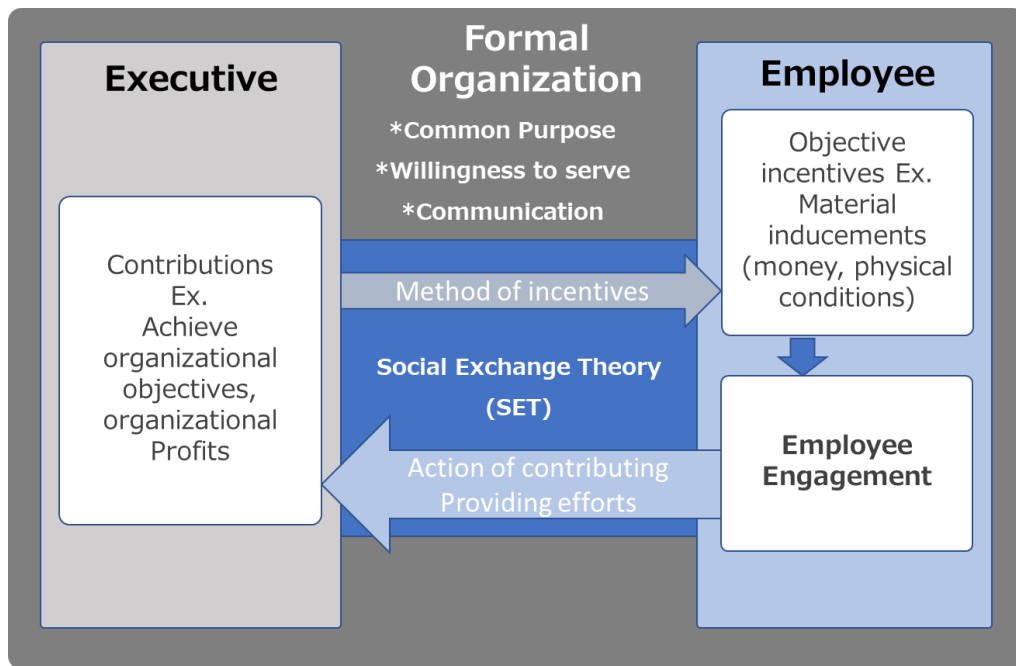 Formal
Organization
*Common Purpose
*Willingness to serve
*Communication
Executive
Contributions
Ex.
Achieve
organizational
objectives,
organizational
Profits
Method of incentives
Social Exchange Theory
(SET)
Action of contributing
Providing efforts
Employee
Objective
incentives Ex.
Material
inducements
(money, physical
conditions)
Employee
Engagement